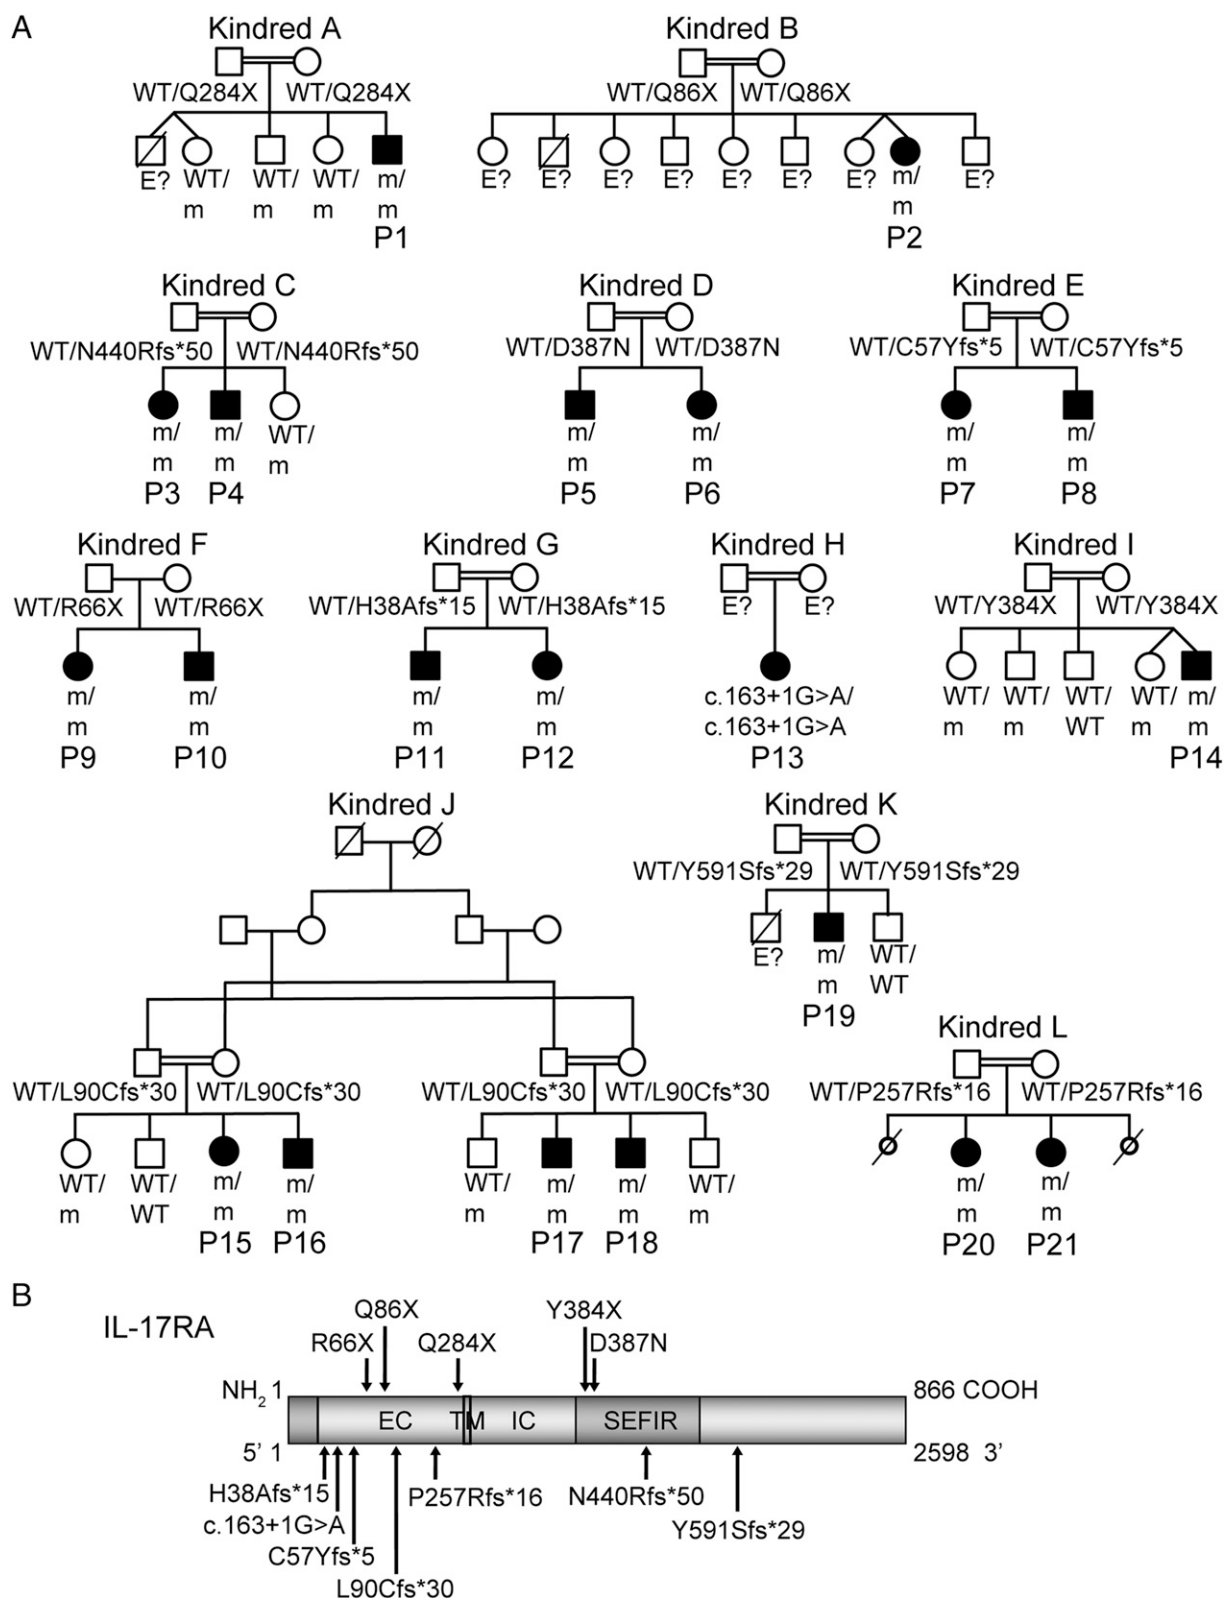 A
Kindred A
Kindred B
WT/Q284X WT/Q284X
WT/Q86X WT/Q86X
E? WT/ WT/ WT/ m/
m m m m
P1
E? E? E? E? E? E? E? m/ E?
m
P2
Kindred C
Kindred D
Kindred E
WT/N440Rfs*50 WT/N440Rfs*50
WT/D387N WT/D387N
WT/C57Yfs*5 WT/C57Yfs*5
m/ m/ WT/
m m m
P3 P4
m/ m/
m m
P5 P6
m/ m/
m m
P7 P8
Kindred F
Kindred G
Kindred H
Kindred I
WT/R66X WT/R66X
WT/H38Afs*15 WT/H38Afs*15
E? E?
WT/Y384X WT/Y384X
m/ m/
m m
P9 P10
m/ m/
m m
P11 P12
c.163+1G>A/
c.163+1G>A
P13
WT/ WT/ WT/ WT/ m/
m m WT m m
P14
Kindred J
Kindred K
WT/Y591Sfs*29 WT/Y591Sfs*29
E? m/ WT/
m WT
P19
Kindred L
WT/L90Cfs*30 WT/L90Cfs*30
WT/L90Cfs*30 WT/L90Cfs*30
WT/P257Rfs*16 WT/P257Rfs*16
WT/ WT/ m/ m/
m WT m m
P15 P16
WT/ m/ m/ WT/
m m m m
P17 P18
m/ m/
m m
P20 P21
B
IL-17RA
Q86X
Y384X
R66X
Q284X
D387N
NH2 1
866 COOH
EC TM IC SEFIR
5' 1
2598 3'
H38Afs*15
P257Rfs*16
N440Rfs*50
c.163+1G>A
Y591Sfs*29
C57Yfs*5
L90Cfs*30